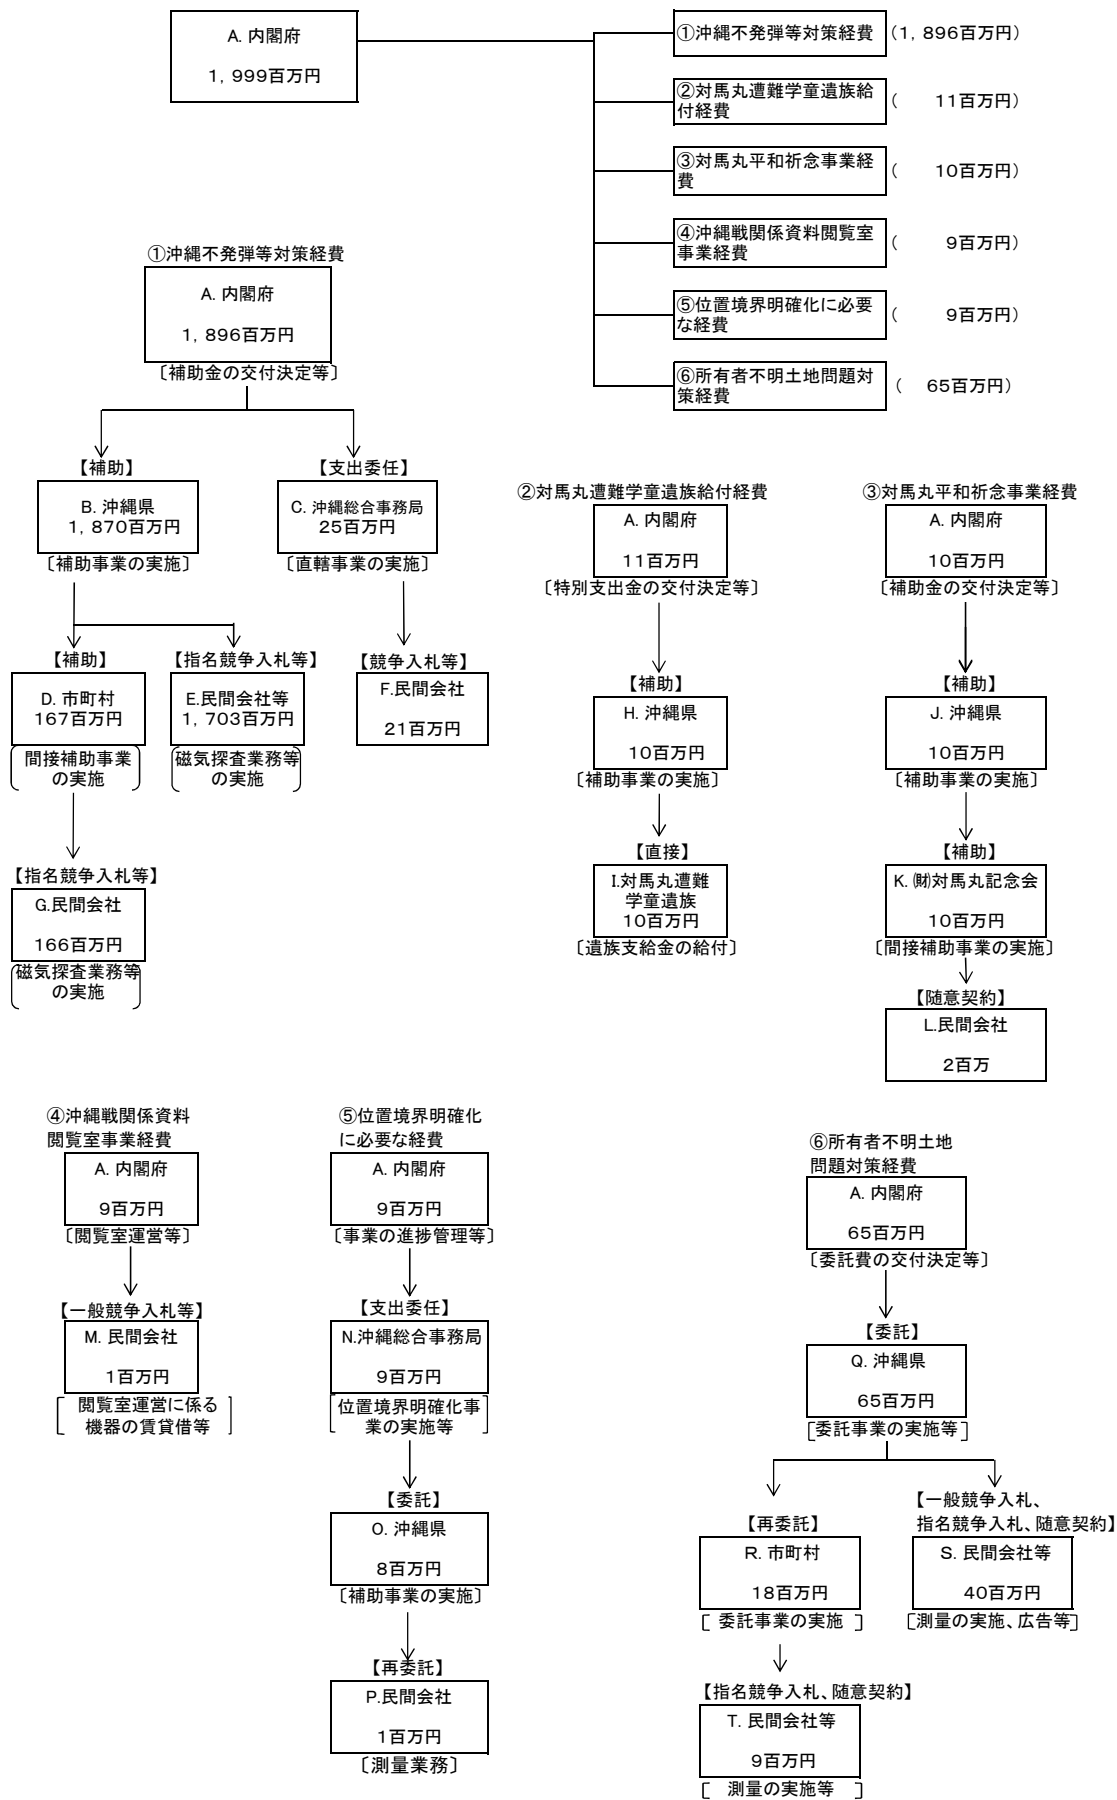 A. 内閣府
1，999百万円
①沖縄不発弾等対策経費
（1，896百万円）
②対馬丸遭難学童遺族給
付経費
（　　11百万円）
③対馬丸平和祈念事業経
費
（　　10百万円）
④沖縄戦関係資料閲覧室
事業経費
（　　　9百万円）
⑤位置境界明確化に必要
な経費
（　　　9百万円）
⑥所有者不明土地問題対
策経費
（　65百万円）
①沖縄不発弾等対策経費
A. 内閣府
1，896百万円
〔補助金の交付決定等〕
【補助】
B. 沖縄県
1，870百万円
〔補助事業の実施〕
【支出委任】
C. 沖縄総合事務局
25百万円
〔直轄事業の実施〕
【補助】
D. 市町村
167百万円
間接補助事業
の実施
【指名競争入札等】
E.民間会社等
1，703百万円
磁気探査業務等
の実施
【競争入札等】
F.民間会社
21百万円
【指名競争入札等】
G.民間会社
166百万円
磁気探査業務等
の実施
②対馬丸遭難学童遺族給付経費
A. 内閣府
11百万円
〔特別支出金の交付決定等〕
【補助】
H. 沖縄県
10百万円
〔補助事業の実施〕
【直接】
I.対馬丸遭難
学童遺族
10百万円
〔遺族支給金の給付〕
③対馬丸平和祈念事業経費
A. 内閣府
10百万円
〔補助金の交付決定等〕
【補助】
J. 沖縄県
10百万円
〔補助事業の実施〕
【補助】
K. ㈶対馬丸記念会
10百万円
〔間接補助事業の実施〕
【随意契約】
L.民間会社
2百万
④沖縄戦関係資料
閲覧室事業経費
A. 内閣府
9百万円
〔閲覧室運営等〕
【一般競争入札等】
M. 民間会社
1百万円
閲覧室運営に係る
機器の賃貸借等
⑤位置境界明確化
に必要な経費
A. 内閣府
9百万円
〔事業の進捗管理等〕
【支出委任】
N.沖縄総合事務局
9百万円
位置境界明確化事
業の実施等
【委託】
O. 沖縄県
8百万円
〔補助事業の実施〕
【再委託】
P.民間会社
1百万円
〔測量業務〕
⑥所有者不明土地
問題対策経費
A. 内閣府
65百万円
〔委託費の交付決定等〕
【委託】
Q. 沖縄県
65百万円
［委託事業の実施等］
【再委託】
R. 市町村
18百万円
［ 委託事業の実施 ］
【一般競争入札、
指名競争入札、随意契約】
S. 民間会社等
40百万円
［測量の実施、広告等］
【指名競争入札、随意契約】
T. 民間会社等
9百万円
［ 測量の実施等 ］